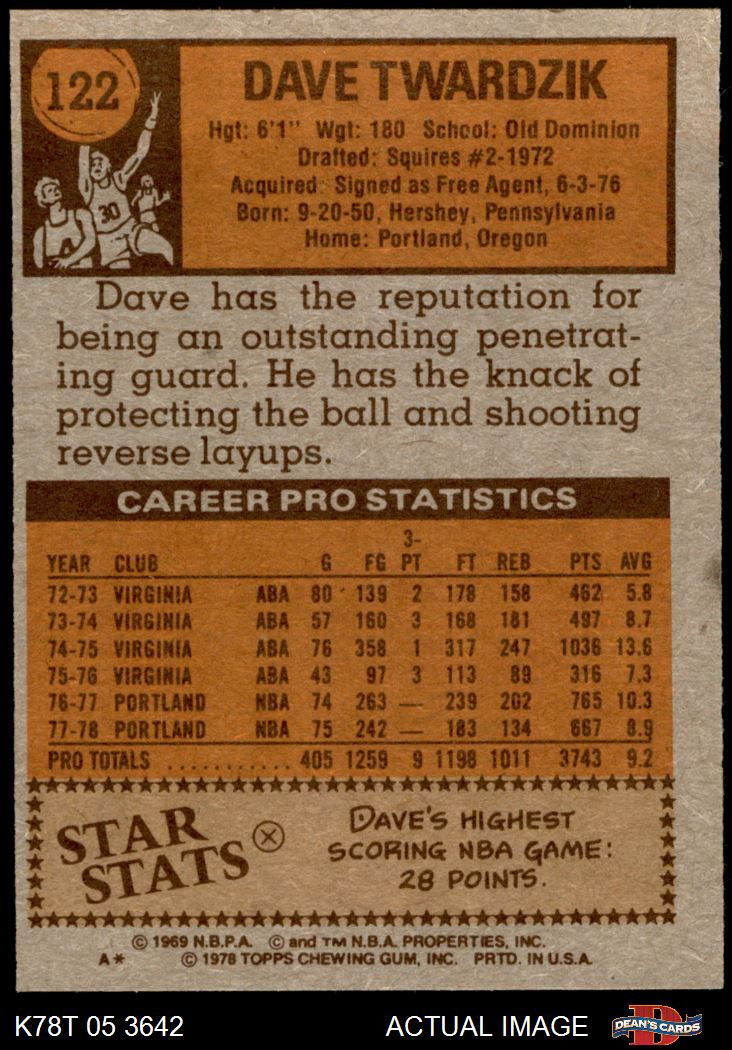 122
DAVE TWARDZIK
Hgt: 6'1" Wgt: 180 School: Old Dominion
Drafted: Squires #2-1972
Acquired: Signed as Free Agent, 6-3-76
Born: 9-20-50, Hershey, Pennsylvania
Home: Portland, Oregon
30
Dave has the reputation for
being an outstanding penetrat-
ing guard. He has the knack of
protecting the ball and shooting
reverse layups.
CAREER PRO STATISTICS
YEAR CLUB G FG 3-PT FT REB PTS AVG
72-73 VIRGINIA ABA 80 139 2 178 158 462 5.8
73-74 VIRGINIA ABA 57 160 3 168 181 497 8.7
74-75 VIRGINIA ABA 76 358 1 317 247 1036 13.6
75-76 VIRGINIA ABA 43 97 3 113 89 316 7.3
76-77 PORTLAND NBA 74 263 — 239 202 765 10.3
77-78 PORTLAND NBA 75 242 — 183 134 667 8.9
PRO TOTALS ........... 405 1259 9 1198 1011 3743 9.2
STAR
STATS
DAVE'S HIGHEST
SCORING NBA GAME:
28 POINTS.
© 1969 N.B.P.A. © and TM N.B.A. PROPERTIES, INC.
A* © 1978 TOPPS CHEWING GUM, INC. PRTD. IN U.S.A.
K78T 05 3642 ACTUAL IMAGE DEAN'S CARDS